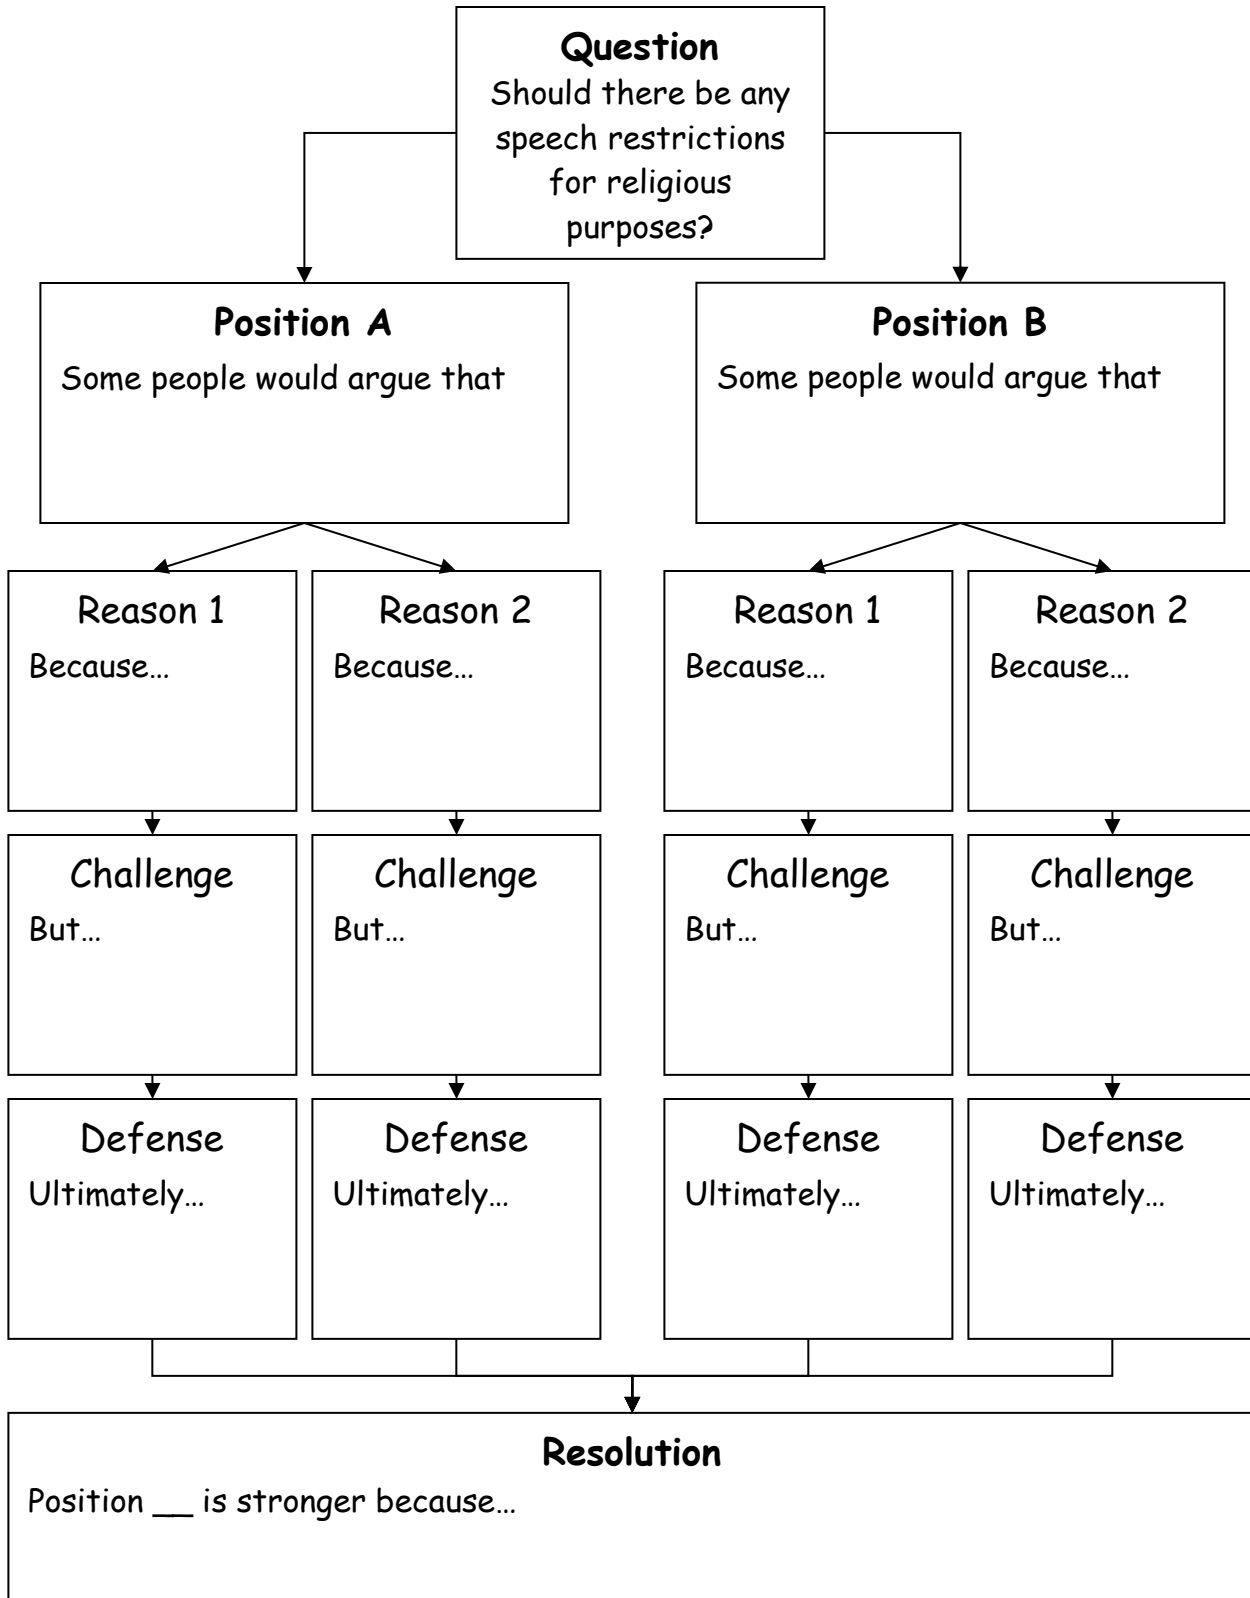 Question
Should there be any
speech restrictions
for religious
purposes?
Position A
Some people would argue that
Position B
Some people would argue that
Reason 1
Because…
Reason 2
Because…
Reason 1
Because…
Reason 2
Because…
Challenge
But…
Challenge
But…
Challenge
But…
Challenge
But…
Defense
Ultimately…
Defense
Ultimately…
Defense
Ultimately…
Defense
Ultimately…
Resolution
Position __ is stronger because…